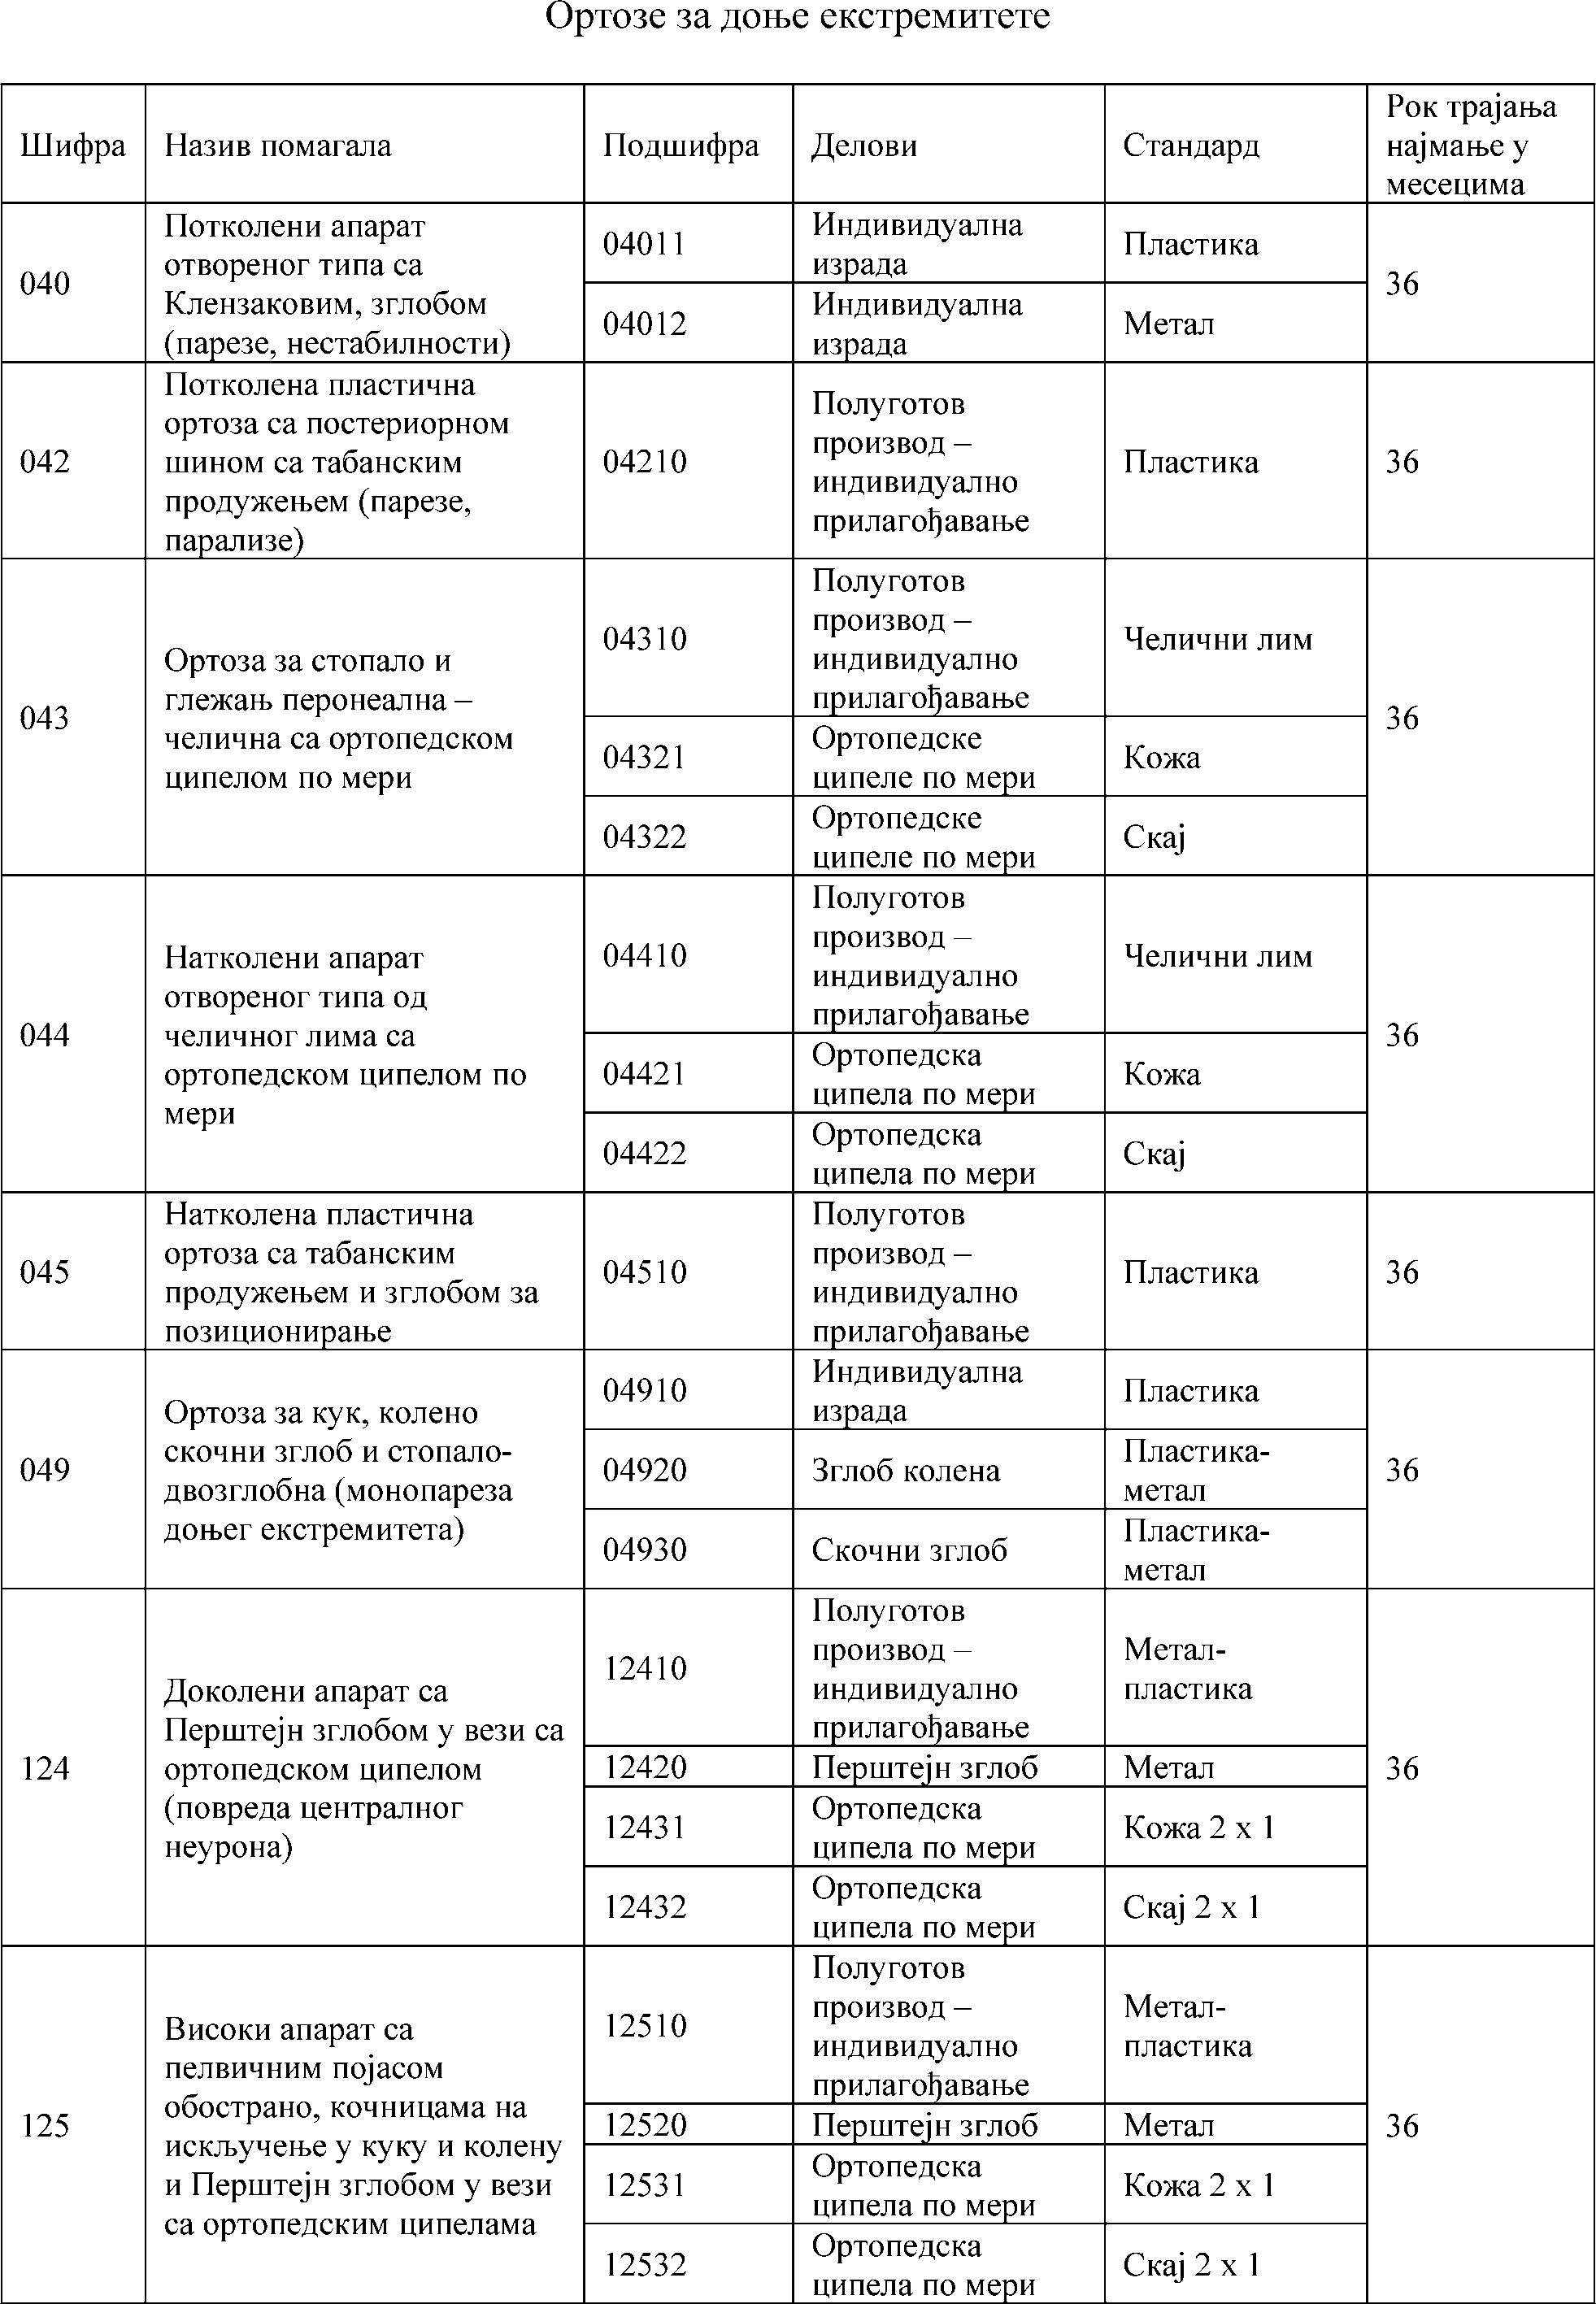 Ортозе за доње екстремитете
Шифра
Назив помагала
Подшифра
Делови
Стандард
Рок трајања
најмање у
месецима
040
Потколени апарат
отвореног типа са
Клензаковим, зглобом
(парезе, нестабилности)
04011
Индивидуална
израда
Пластика
36
04012
Индивидуална
израда
Метал
042
Потколена пластична
ортоза са постериорном
шином са табанским
продужењем (парезе,
парализе)
04210
Полуготов
производ –
индивидуално
прилагођавање
Пластика
36
043
Ортоза за стопало и
глежањ перонеална –
челична са ортопедском
ципелом по мери
04310
Полуготов
производ –
индивидуално
прилагођавање
Челични лим
36
04321
Ортопедске
ципеле по мери
Кожа
04322
Ортопедске
ципеле по мери
Скај
044
Натколени апарат
отвореног типа од
челичног лима са
ортопедском ципелом по
мери
04410
Полуготов
производ –
индивидуално
прилагођавање
Челични лим
36
04421
Ортопедска
ципела по мери
Кожа
04422
Ортопедска
ципела по мери
Скај
045
Натколена пластична
ортоза са табанским
продужењем и зглобом за
позиционирање
04510
Полуготов
производ –
индивидуално
прилагођавање
Пластика
36
049
Ортоза за кук, колено
скочни зглоб и стопало-
двозглобна (монопареза
доњег екстремитета)
04910
Индивидуална
израда
Пластика
36
04920
Зглоб колена
Пластика-
метал
04930
Скочни зглоб
Пластика-
метал
124
Доколени апарат са
Перштејн зглобом у вези са
ортопедском ципелом
(повреда централног
неурона)
12410
Полуготов
производ –
индивидуално
прилагођавање
Метал-
пластика
36
12420
Перштејн зглоб
Метал
12431
Ортопедска
ципела по мери
Кожа 2 х 1
12432
Ортопедска
ципела по мери
Скај 2 х 1
125
Високи апарат са
пелвичним појасом
обострано, кочницама на
искључење у куку и колену
и Перштејн зглобом у вези
са ортопедским ципелама
12510
Полуготов
производ –
индивидуално
прилагођавање
Метал-
пластика
36
12520
Перштејн зглоб
Метал
12531
Ортопедска
ципела по мери
Кожа 2 х 1
12532
Ортопедска
ципела по мери
Скај 2 х 1